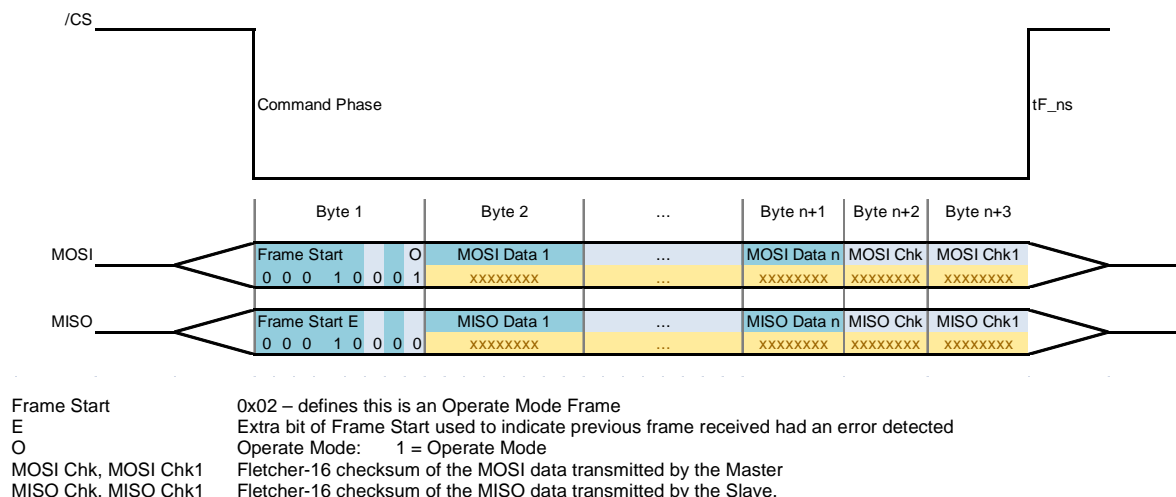 /CS
Command Phase
tF_ns
Byte 1 Byte 2 ... Byte n+1 Byte n+2 Byte n+3
MOSI
Frame Start O MOSI Data 1 ... MOSI Data n MOSI Chk MOSI Chk1
0 0 0 1 0 0 0 1 xxxxxxxx ... xxxxxxxx xxxxxxxx xxxxxxxx
MISO
Frame Start E MISO Data 1 ... MISO Data n MISO Chk MISO Chk1
0 0 0 1 0 0 0 0 xxxxxxxx ... xxxxxxxx xxxxxxxx xxxxxxxx
Frame Start 0x02 – defines this is an Operate Mode Frame
E Extra bit of Frame Start used to indicate previous frame received had an error detected
O Operate Mode: 1 = Operate Mode
MOSI Chk, MOSI Chk1 Fletcher-16 checksum of the MOSI data transmitted by the Master
MISO Chk, MISO Chk1 Fletcher-16 checksum of the MISO data transmitted by the Slave.